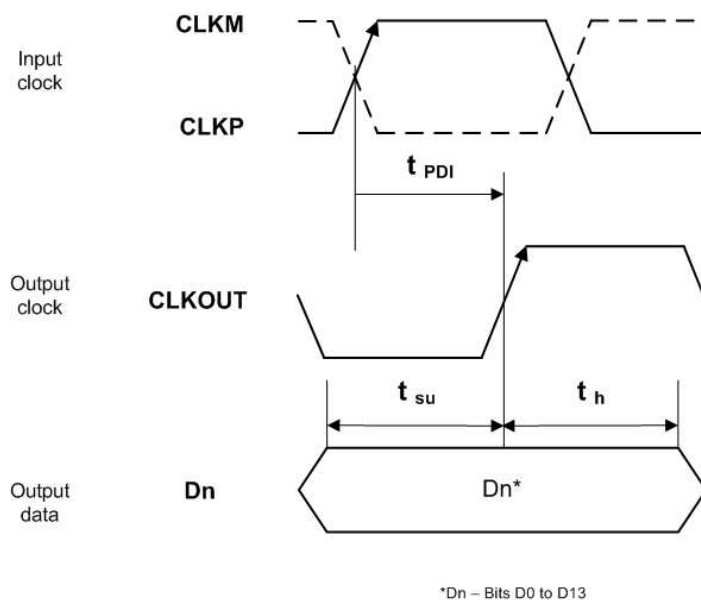 CLKM
Input
clock
CLKP
t PDI
Output
clock
CLKOUT
t su
t h
Output
data
Dn
Dn*
*Dn – Bits D0 to D13